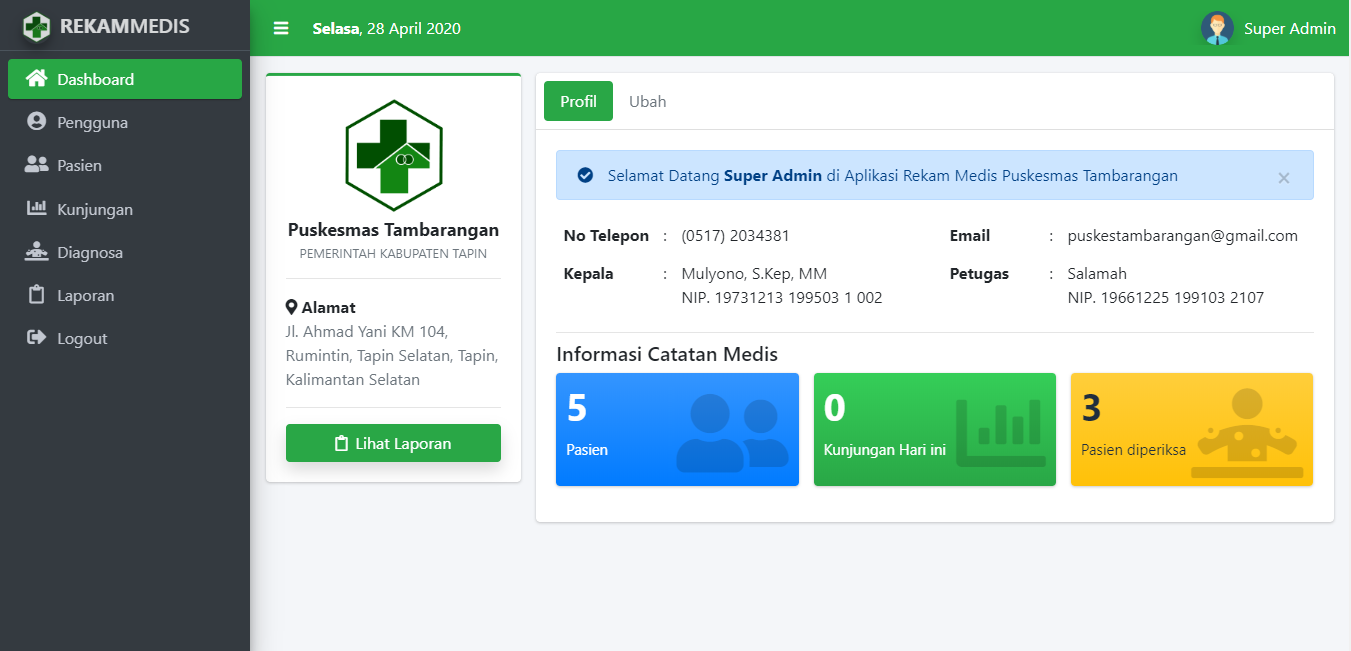 REKAMMEDIS
Selasa, 28 April 2020
Super Admin
Dashboard
Pengguna
Pasien
Kunjungan
Diagnosa
Laporan
Logout
Puskesmas Tambarangan
PEMERINTAH KABUPATEN TAPIN
Alamat
Jl. Ahmad Yani KM 104,
Rumintin, Tapin Selatan, Tapin,
Kalimantan Selatan
Lihat Laporan
Profil
Ubah
Selamat Datang Super Admin di Aplikasi Rekam Medis Puskesmas Tambarangan ×
No Telepon : (0517) 2034381
Email : puskestambarangan@gmail.com
Kepala : Mulyono, S.Kep, MM
NIP. 19731213 199503 1 002
Petugas : Salamah
NIP. 19661225 199103 2107
Informasi Catatan Medis
5
Pasien
0
Kunjungan Hari ini
3
Pasien diperiksa